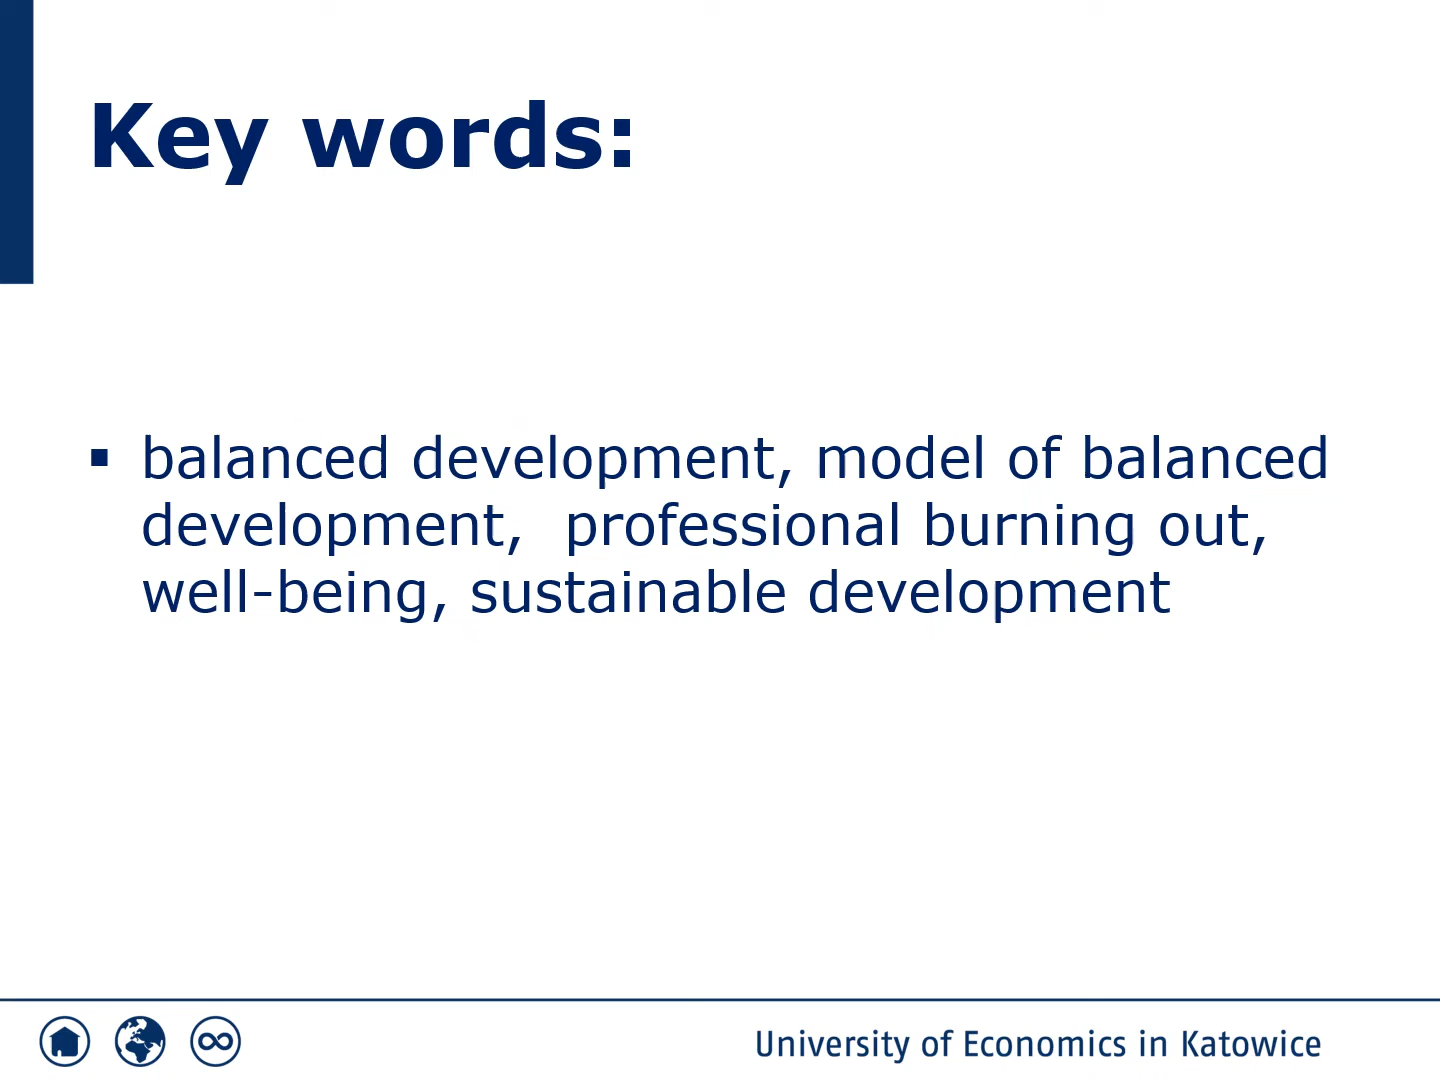 Key words:
▪ balanced development, model of balanced
development,  professional burning out,
well-being, sustainable development
University of Economics in Katowice